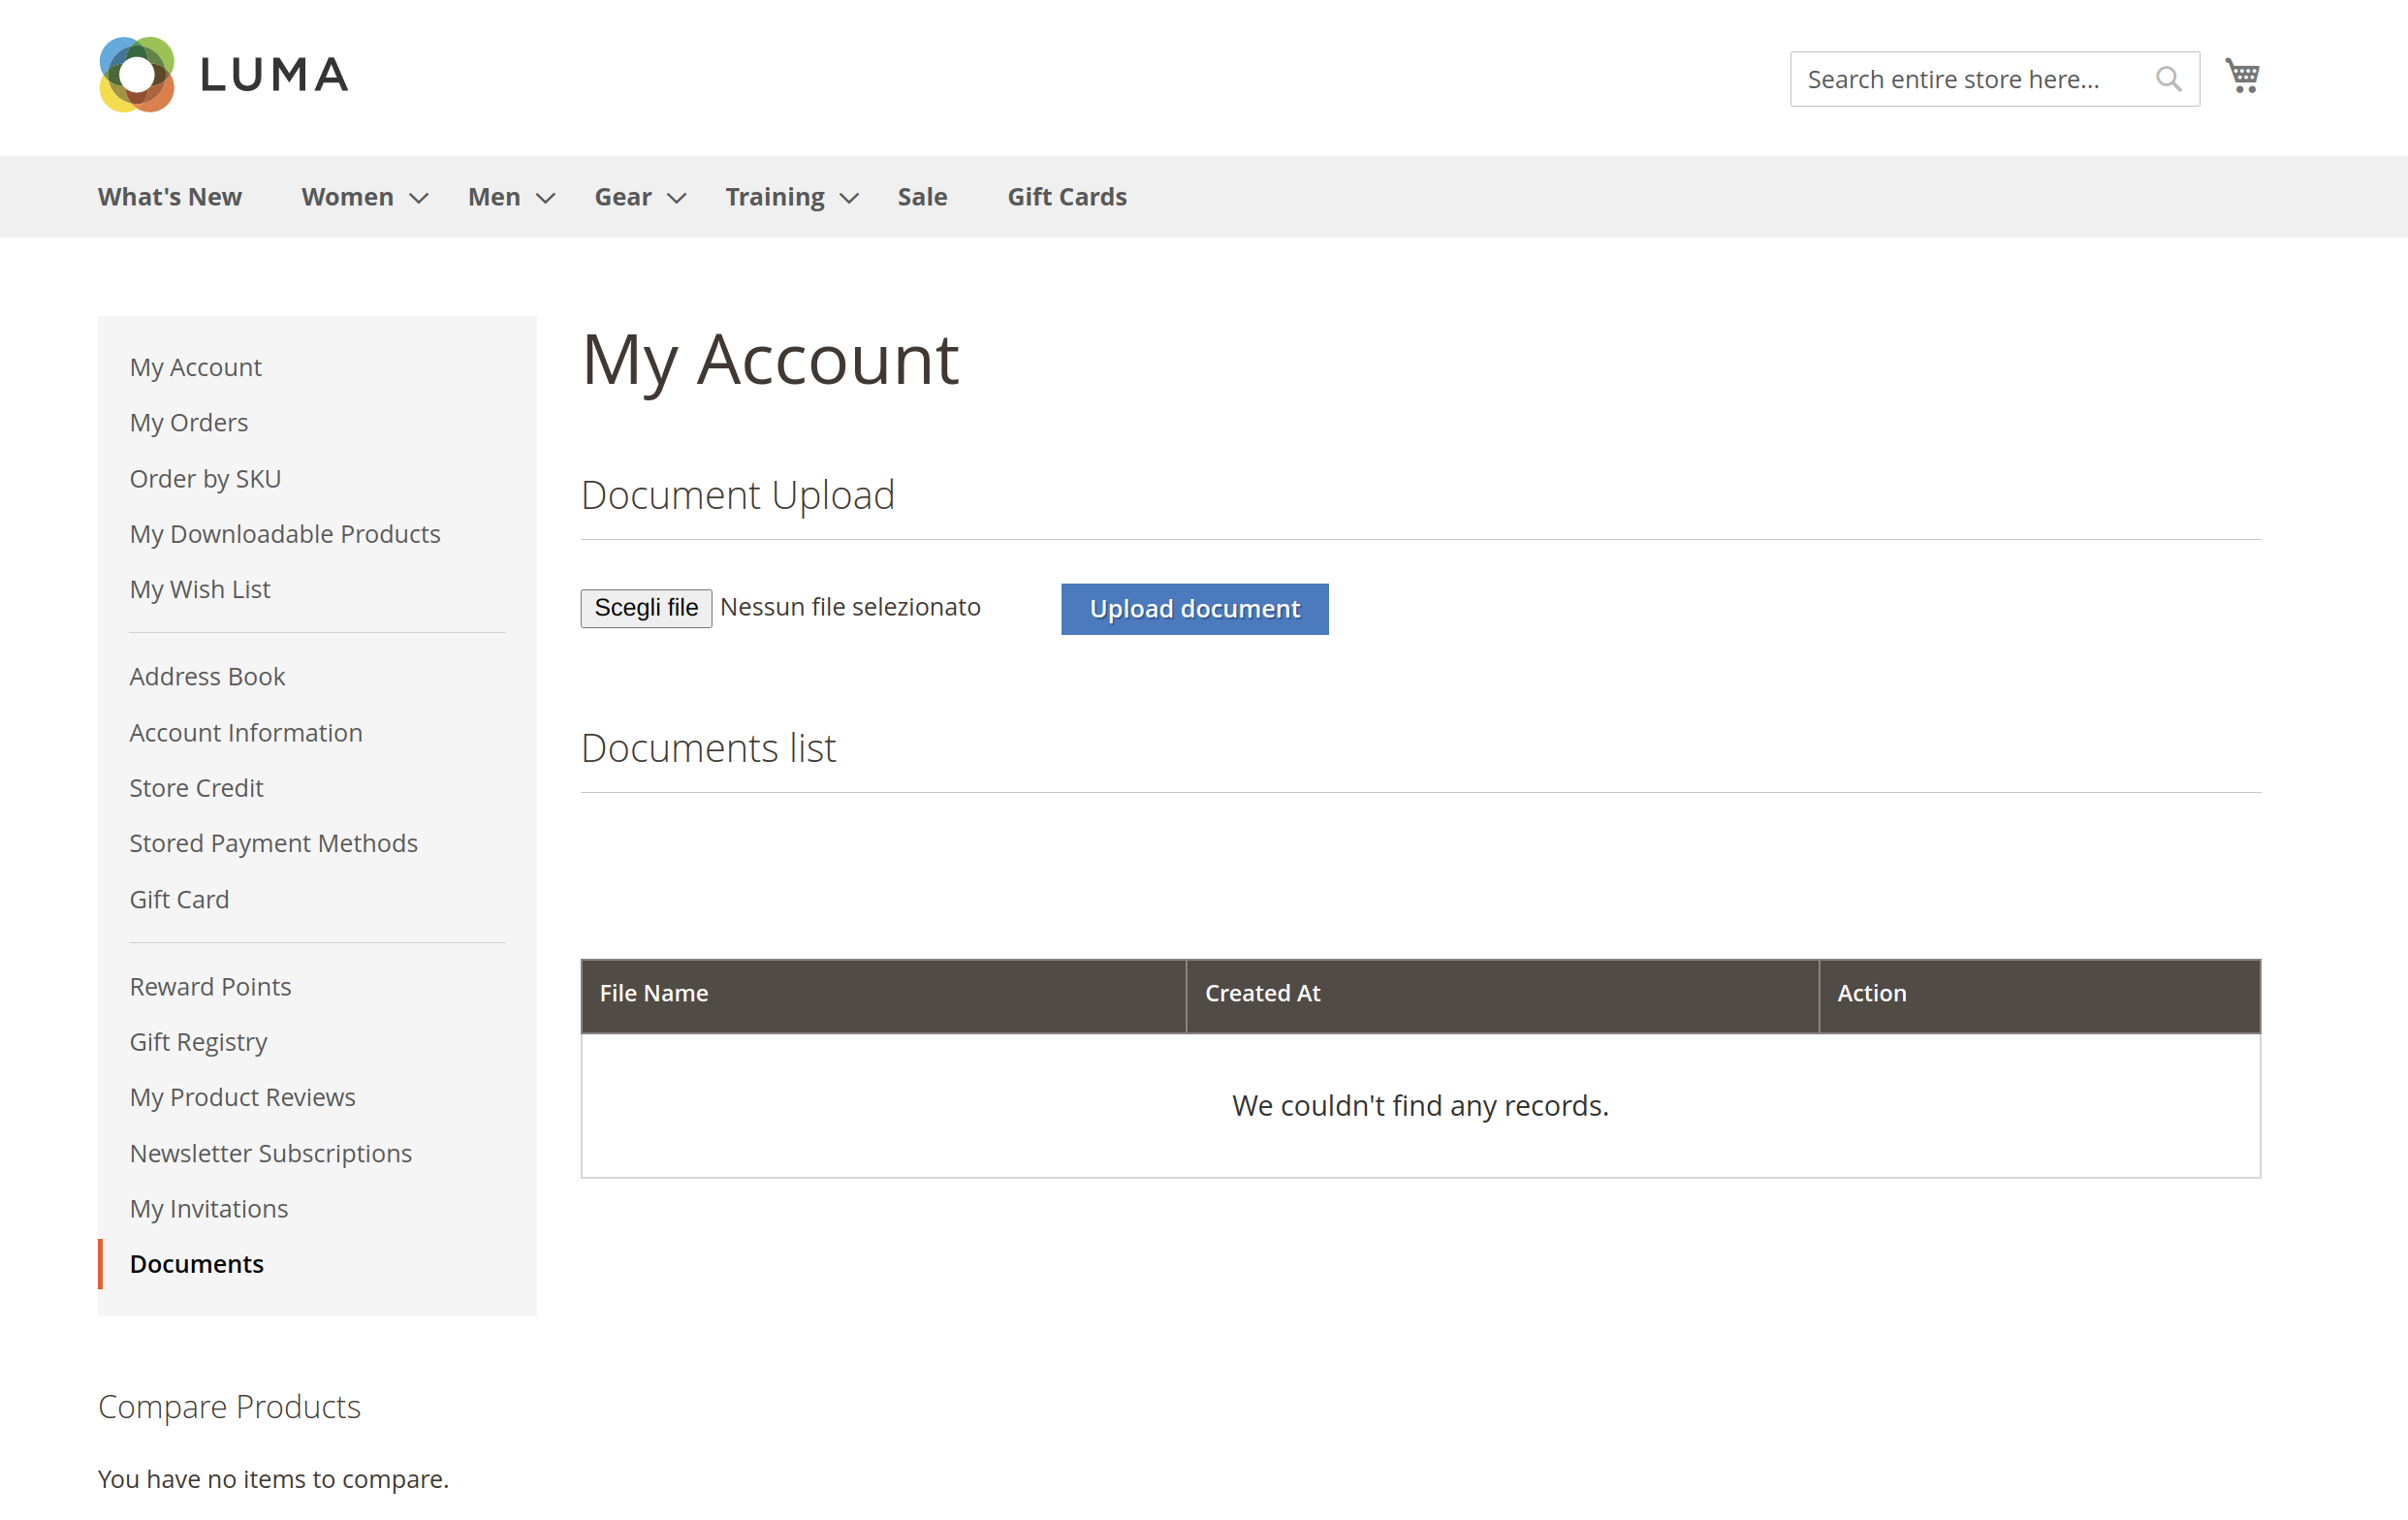 LUMA
Search entire store here...
What's New Women Men Gear Training Sale Gift Cards
My Account
My Orders
Order by SKU
My Downloadable Products
My Wish List
Address Book
Account Information
Store Credit
Stored Payment Methods
Gift Card
Reward Points
Gift Registry
My Product Reviews
Newsletter Subscriptions
My Invitations
Documents
Compare Products
You have no items to compare.
My Account
Document Upload
Scegli file Nessun file selezionato Upload document
Documents list
File Name Created At Action
We couldn't find any records.